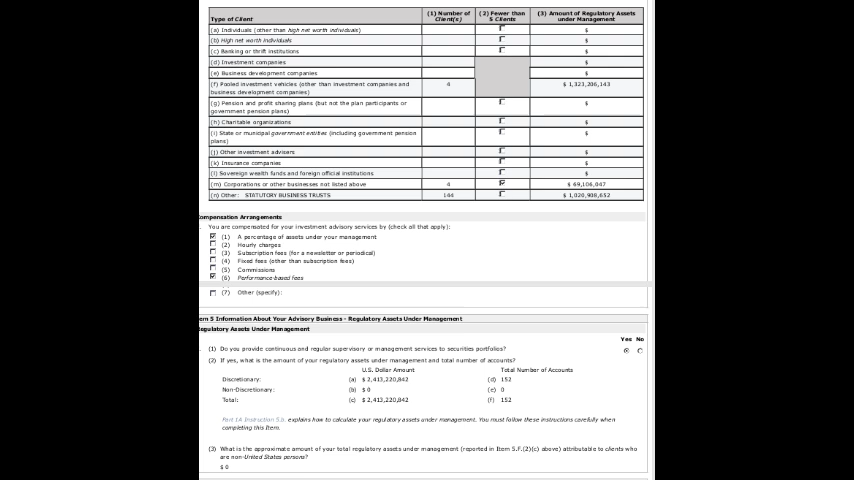 Type of Client (1) Number of Client(s) (2) Fewer than 5 Clients (3) Amount of Regulatory Assets under Management
(a) Individuals (other than high net worth individuals) $
(b) High net worth individuals $
(c) Banking or thrift institutions $
(d) Investment companies $
(e) Business development companies $
(f) Pooled investment vehicles (other than investment companies and business development companies) 4 $ 1,323,206,143
(g) Pension and profit sharing plans (but not the plan participants or government pension plans) $
(h) Charitable organizations $
(i) State or municipal government entities (including government pension plans) $
(j) Other investment advisers $
(k) Insurance companies $
(l) Sovereign wealth funds and foreign official institutions $
(m) Corporations or other businesses not listed above 4 $ 69,106,047
(n) Other: STATUTORY BUSINESS TRUSTS 144 $ 1,020,908,652
ompensation Arrangements
. You are compensated for your investment advisory services by (check all that apply):
(1) A percentage of assets under your management
(2) Hourly charges
(3) Subscription fees (for a newsletter or periodical)
(4) Fixed fees (other than subscription fees)
(5) Commissions
(6) Performance-based fees
(7) Other (specify):
em 5 Information About Your Advisory Business - Regulatory Assets Under Management
egulatory Assets Under Management
Yes No
. (1) Do you provide continuous and regular supervisory or management services to securities portfolios?
(2) If yes, what is the amount of your regulatory assets under management and total number of accounts?
U.S. Dollar Amount Total Number of Accounts
Discretionary: (a) $ 2,413,220,842 (d) 152
Non-Discretionary: (b) $ 0 (e) 0
Total: (c) $ 2,413,220,842 (f) 152
Part 1A Instruction 5.b. explains how to calculate your regulatory assets under management. You must follow these instructions carefully when
completing this Item.
(3) What is the approximate amount of your total regulatory assets under management (reported in Item 5.F.(2)(c) above) attributable to clients who
are non-United States persons?
$ 0